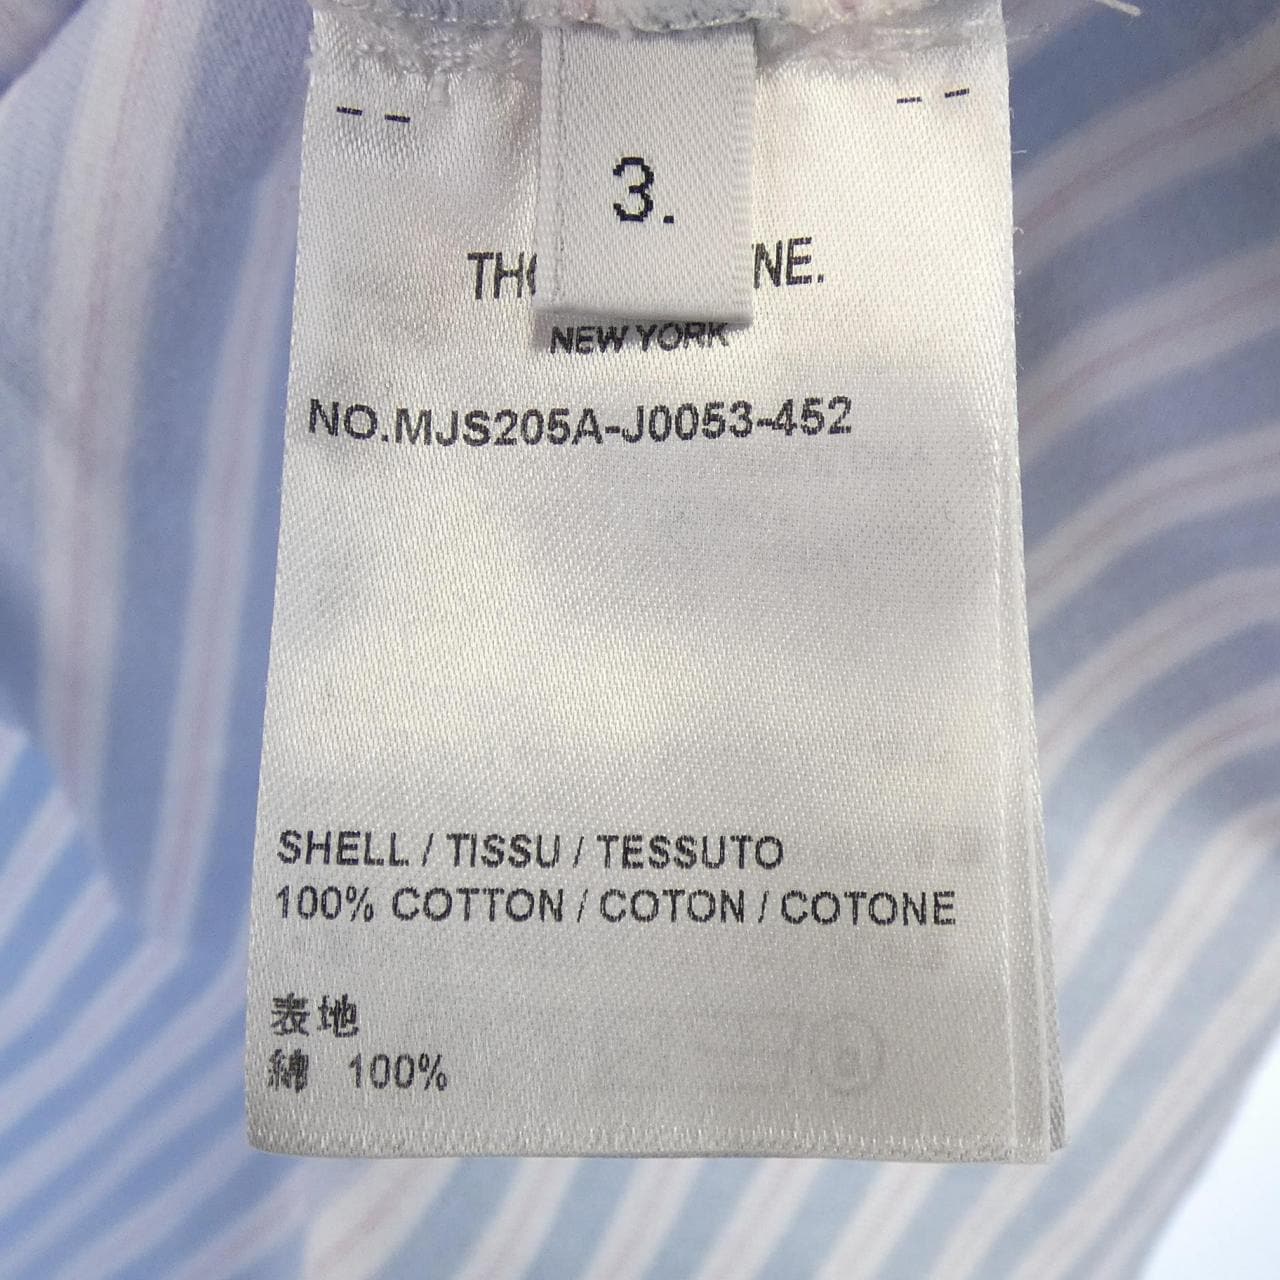 -- --
3.
TH NE.
NEW YORK
NO.MJS205A-J0053-452
SHELL / TISSU / TESSUTO
100% COTTON / COTON / COTONE
表地
綿 100%